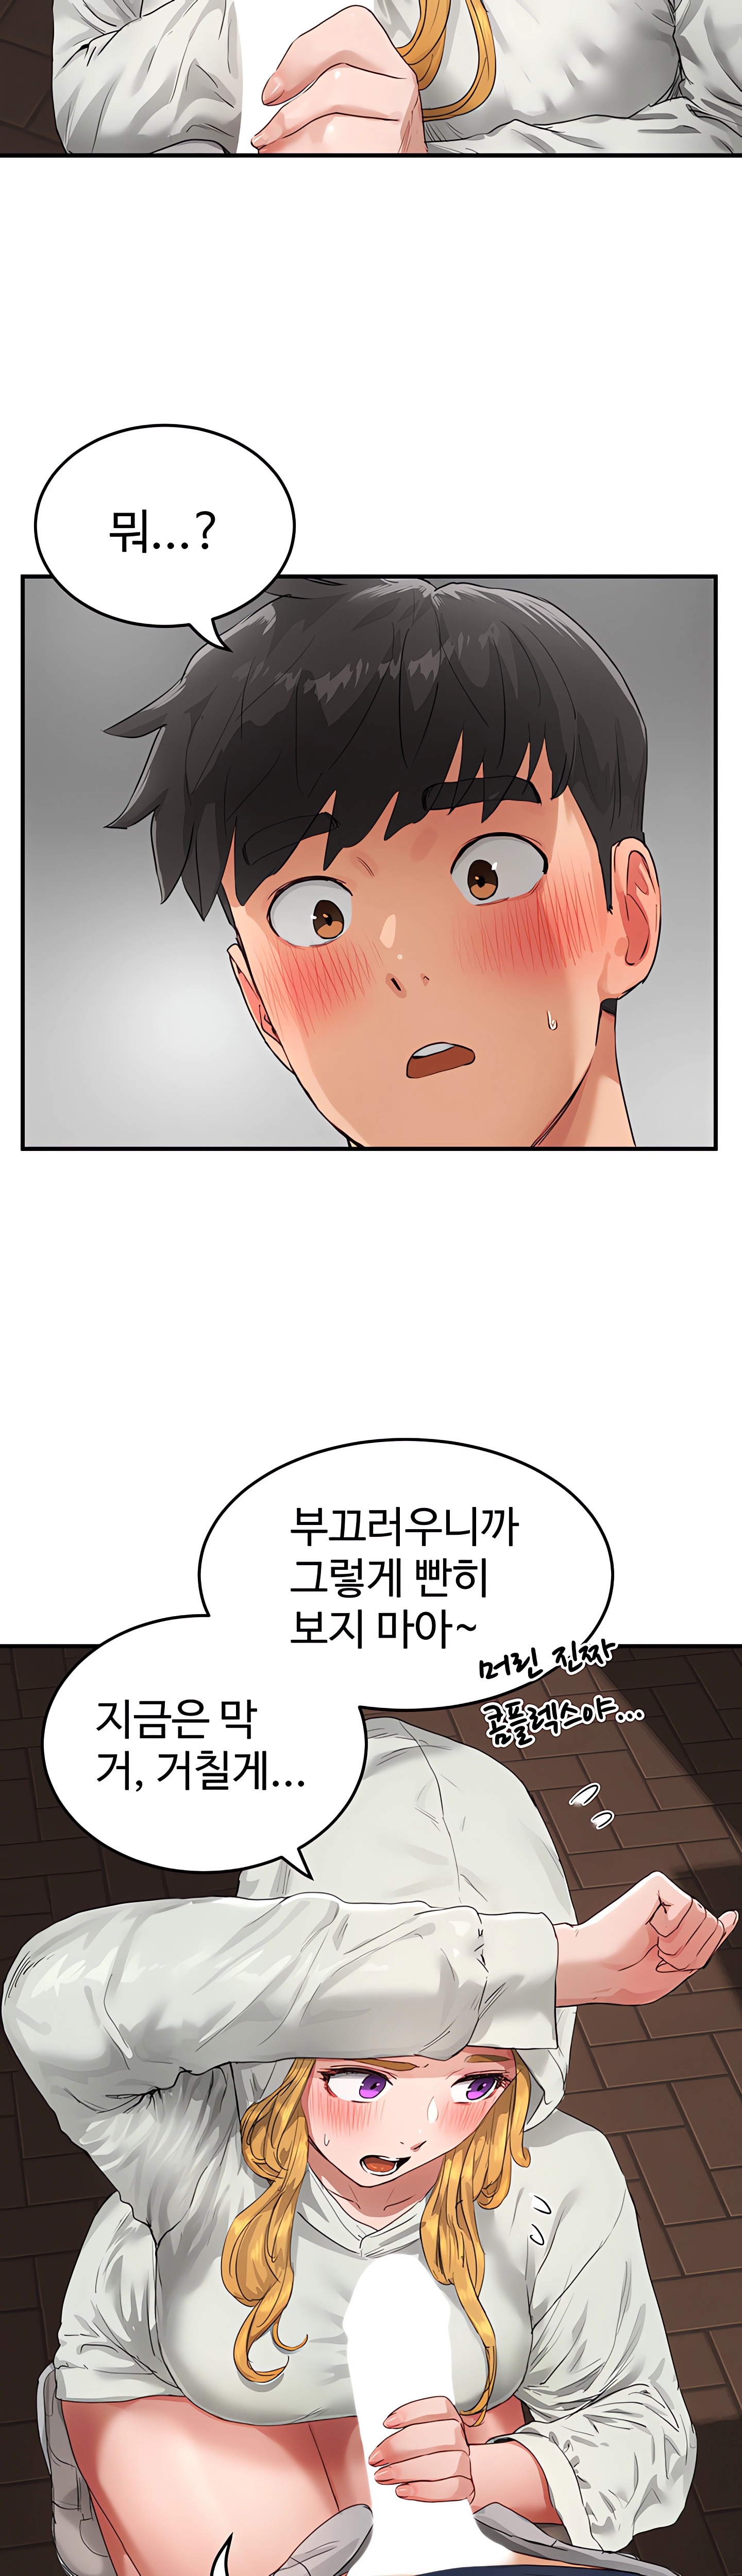 뭐...?
부끄러우니까
그렇게 빤히
보지 마아~
머린 진짜
콤플렉스야...
지금은 막
거, 거칠게...